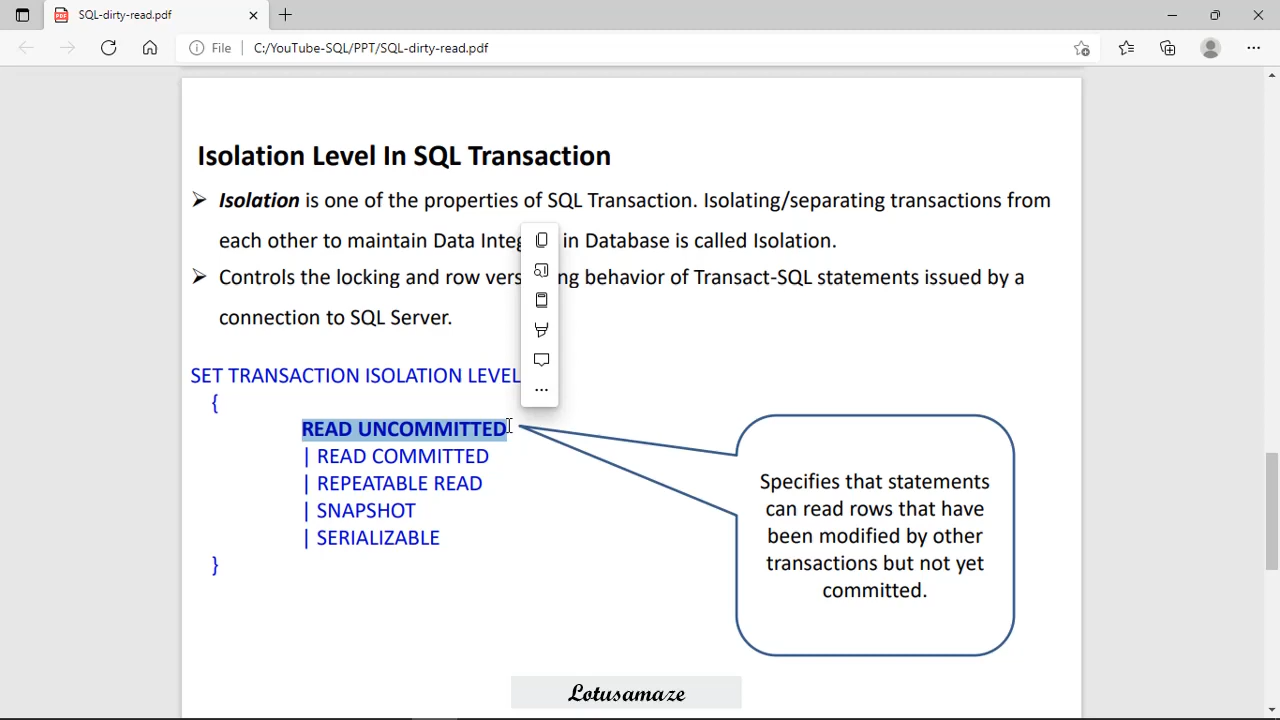 SQL-dirty-read.pdf
File
C:/YouTube-SQL/PPT/SQL-dirty-read.pdf
Isolation Level In SQL Transaction
Isolation is one of the properties of SQL Transaction. Isolating/separating transactions from
each other to maintain Data Integ in Database is called Isolation.
Controls the locking and row vers ng behavior of Transact-SQL statements issued by a
connection to SQL Server.
SET TRANSACTION ISOLATION LEVEL
{
READ UNCOMMITTED
| READ COMMITTED
| REPEATABLE READ
| SNAPSHOT
| SERIALIZABLE
}
Specifies that statements
can read rows that have
been modified by other
transactions but not yet
committed.
Lotusamaze